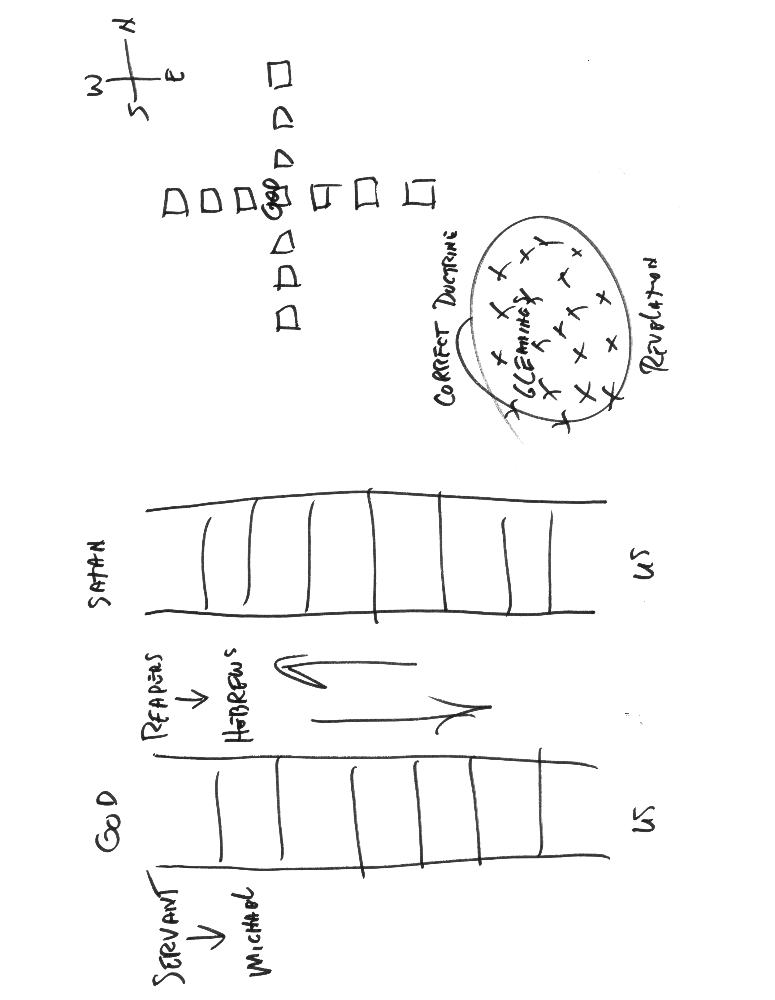 GOD
SATAN
W
S
N
E
SERVANT
MICHAEL
REAPERS
HEBREWS
GOD
CORRECT DOCTRINE
GLEANINGS
US
US
REVELATION